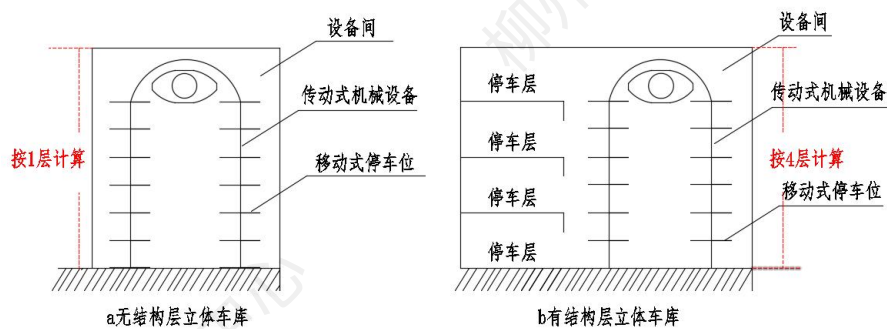 设备间
传动式机械设备
按1层计算
移动式停车位
a无结构层立体车库
设备间
停车层
传动式机械设备
停车层
按4层计算
停车层
移动式停车位
停车层
b有结构层立体车库